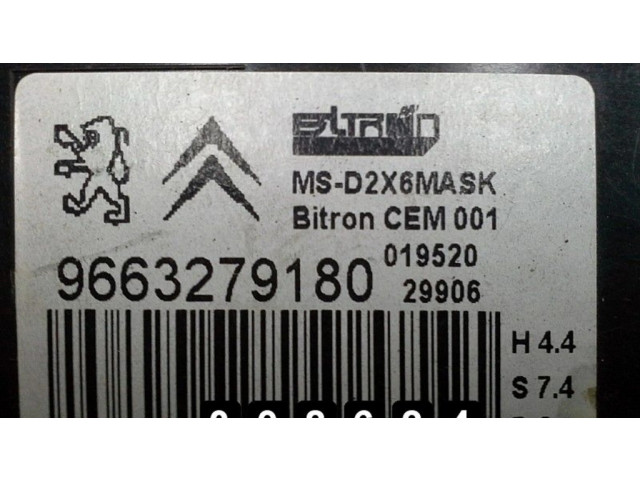 BITRON
MS-D2X6MASK
Bitron CEM 001
019520
9663279180
29906
H 4.4
S 7.4